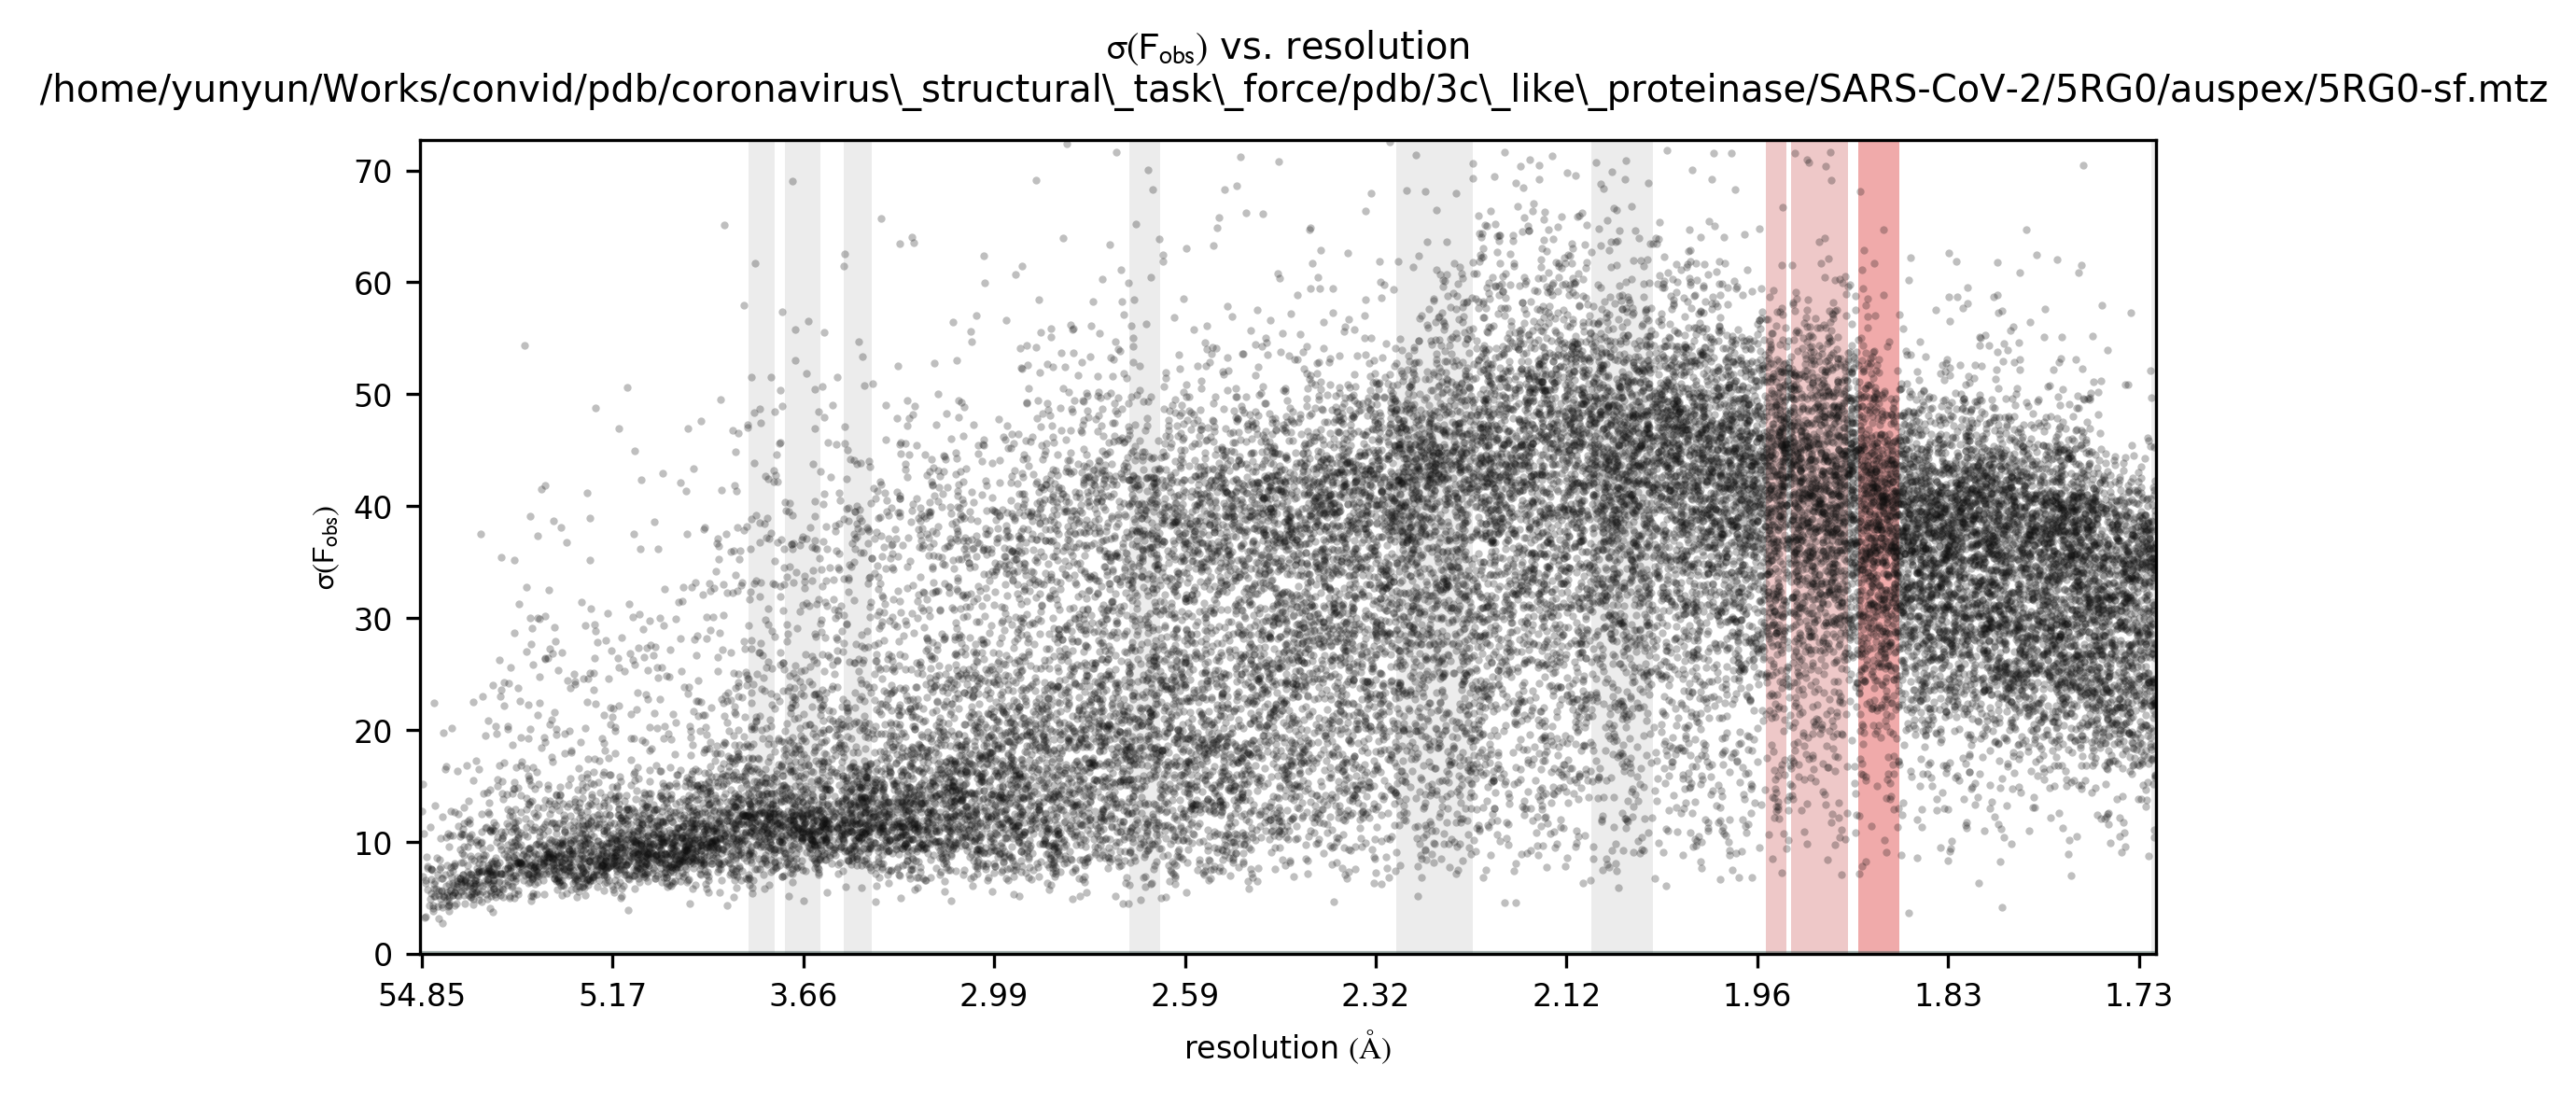 σ(Fobs) vs. resolution
/home/yunyun/Works/convid/pdb/coronavirus\_structural\_task\_force/pdb/3c\_like\_proteinase/SARS-CoV-2/5RG0/auspex/5RG0-sf.mtz
70
60
50
40
30
20
10
0
σ(Fobs)
54.85 5.17 3.66 2.99 2.59 2.32 2.12 1.96 1.83 1.73
resolution (Å)